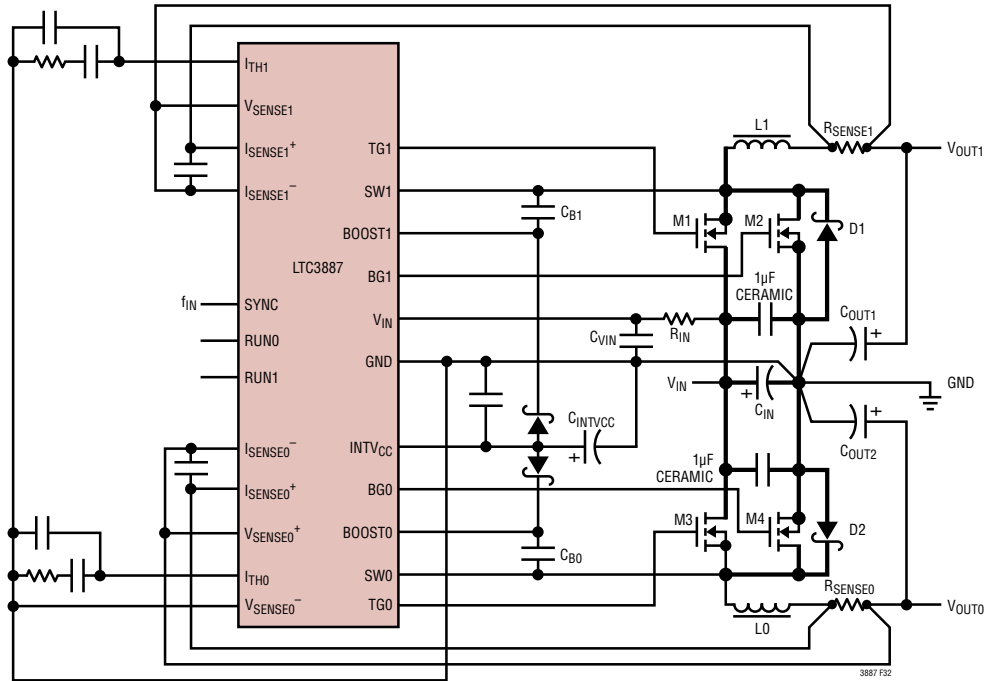 I_TH1
V_SENSE1
I_SENSE1^+
I_SENSE1^−
LTC3887
f_IN
SYNC
RUN0
RUN1
I_SENSE0^−
I_SENSE0^+
V_SENSE0^+
I_TH0
V_SENSE0^−
TG1
SW1
BOOST1
BG1
V_IN
GND
INTV_CC
BG0
BOOST0
SW0
TG0
C_B1
C_VIN
R_IN
C_INTVCC
C_B0
L1
R_SENSE1
V_OUT1
M1
M2
D1
1µF
CERAMIC
C_OUT1
+
V_IN
+
C_IN
GND
+
C_OUT2
+
1µF
CERAMIC
M3
M4
D2
R_SENSE0
V_OUT0
L0
3887 F32